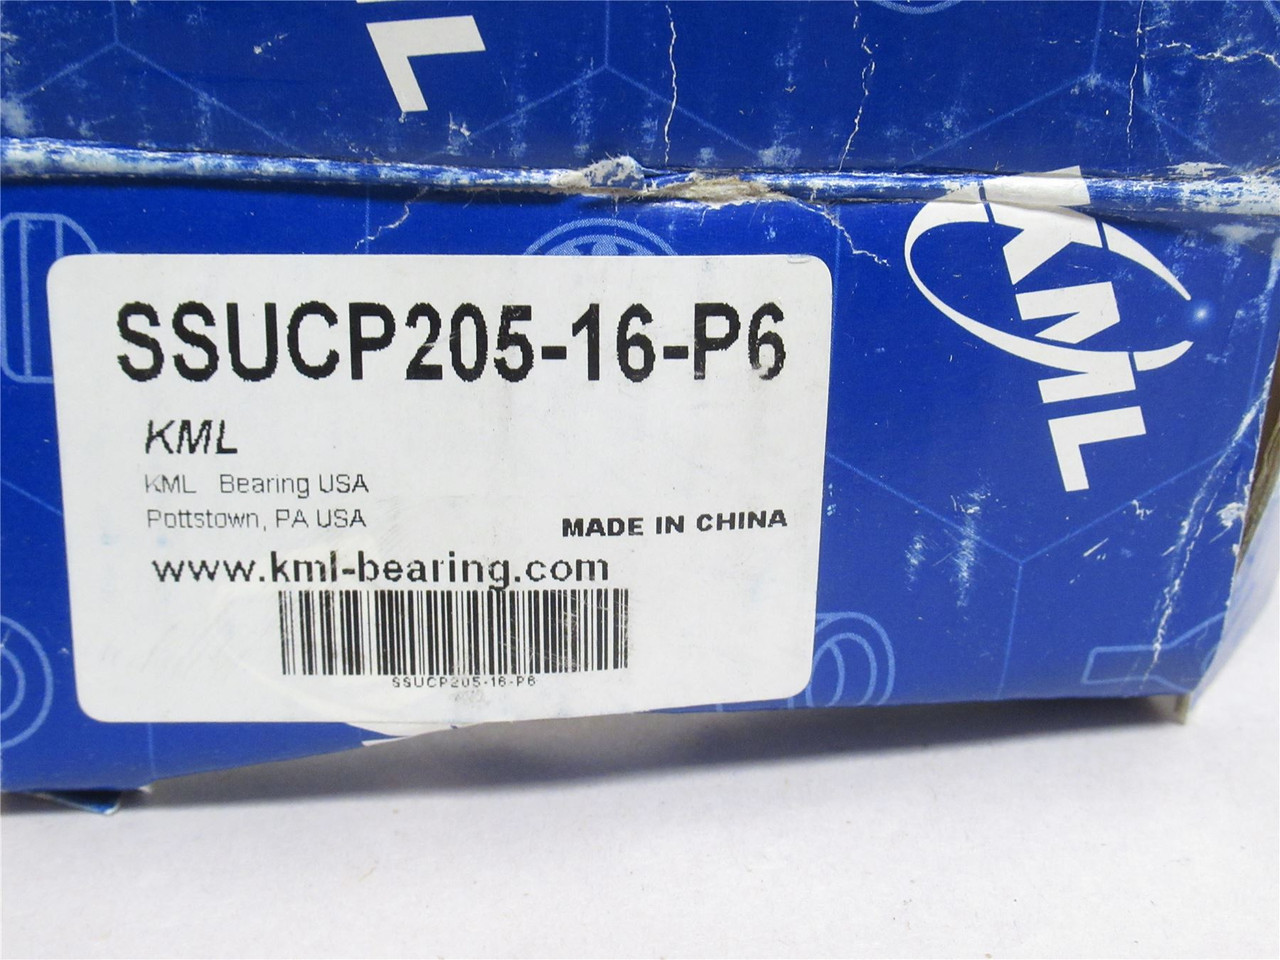 KML
SSUCP205-16-P6
KML
KML Bearing USA
Pottstown, PA USA
MADE IN CHINA
www.kml-bearing.com
SSUCP205-16-P6